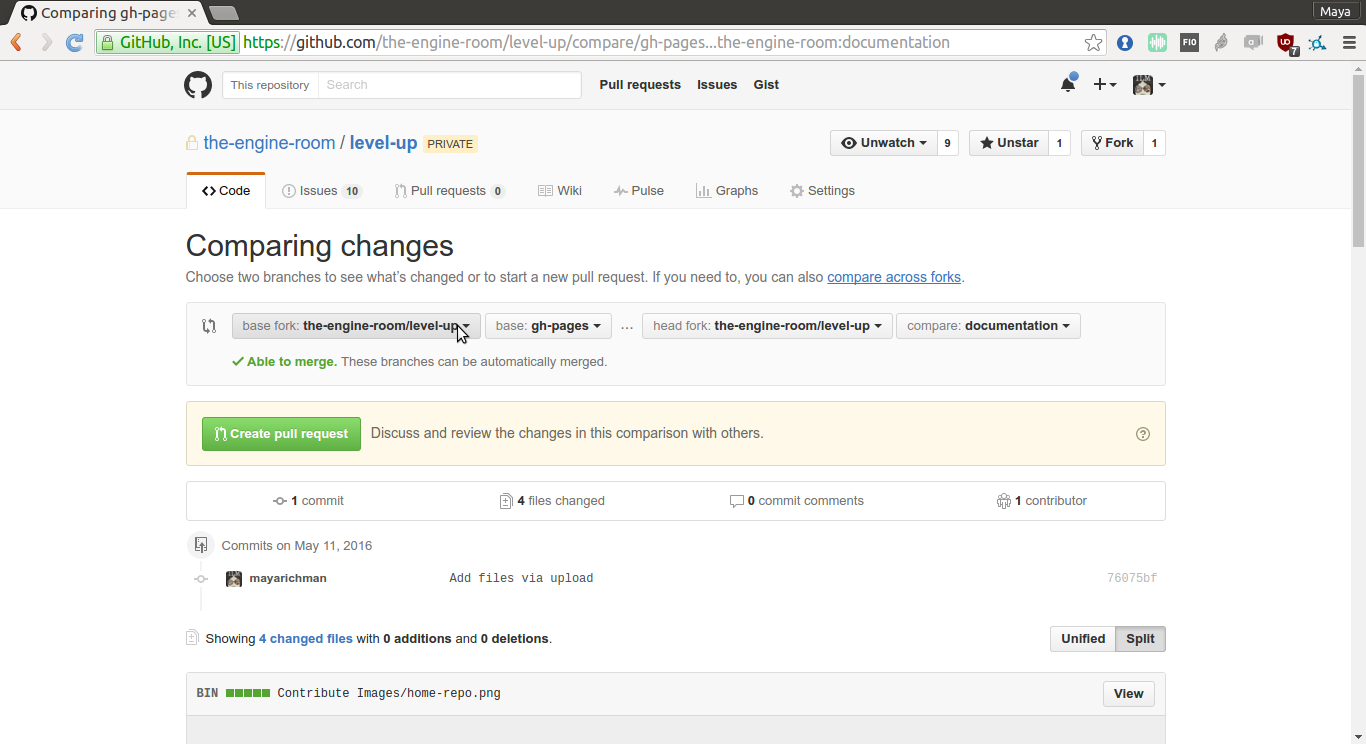 Comparing gh-page
Maya
GitHub, Inc. [US] https://github.com/the-engine-room/level-up/compare/gh-pages...the-engine-room:documentation
FIO
7
This repository Search Pull requests Issues Gist
the-engine-room / level-up PRIVATE
Unwatch 9 Unstar 1 Fork 1
Code Issues 10 Pull requests 0 Wiki Pulse Graphs Settings
Comparing changes
Choose two branches to see what's changed or to start a new pull request. If you need to, you can also compare across forks.
base fork: the-engine-room/level-up base: gh-pages ... head fork: the-engine-room/level-up compare: documentation
Able to merge. These branches can be automatically merged.
Create pull request Discuss and review the changes in this comparison with others.
1 commit 4 files changed 0 commit comments 1 contributor
Commits on May 11, 2016
mayarichman Add files via upload 76075bf
Showing 4 changed files with 0 additions and 0 deletions.
Unified Split
BIN Contribute Images/home-repo.png View